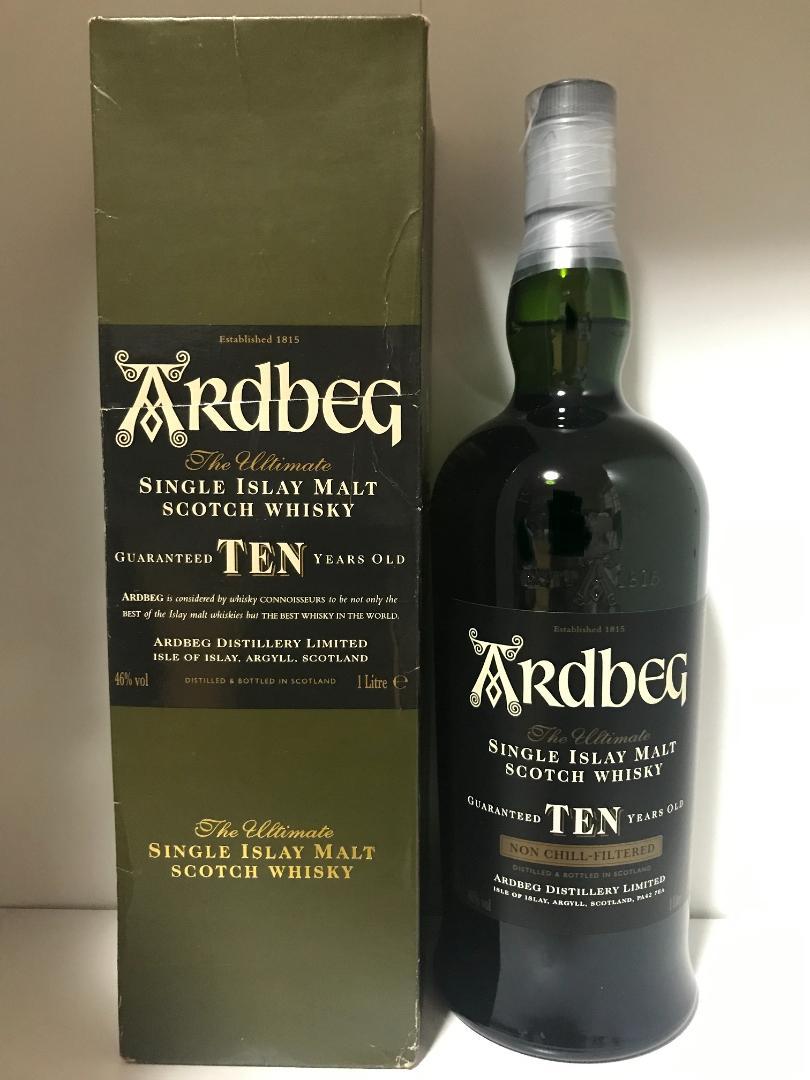 Established 1815
ARDBEG
The Ultimate
SINGLE ISLAY MALT
SCOTCH WHISKY
GUARANTEED TEN YEARS OLD
ARDBEG is considered by whisky CONNOISSEURS to be not only the
BEST of the Islay malt whiskies but THE BEST WHISKY IN THE WORLD.
ARDBEG DISTILLERY LIMITED
ISLE OF ISLAY, ARGYLL, SCOTLAND
46% vol DISTILLED & BOTTLED IN SCOTLAND 1 Litre ℮
The Ultimate
SINGLE ISLAY MALT
SCOTCH WHISKY
ESTD A 1815
Established 1815
ARDBEG
The Ultimate
SINGLE ISLAY MALT
SCOTCH WHISKY
GUARANTEED TEN YEARS OLD
NON CHILL-FILTERED
DISTILLED & BOTTLED IN SCOTLAND
ARDBEG DISTILLERY LIMITED
ISLE OF ISLAY, ARGYLL, SCOTLAND, PA42 7EA